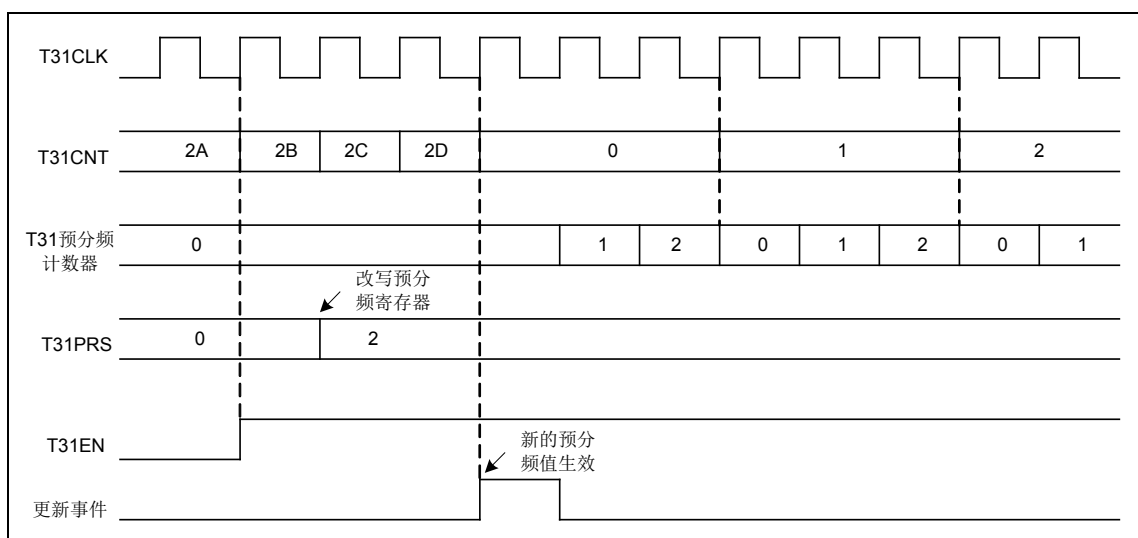 T31CLK
T31CNT
2A 2B 2C 2D 0 1 2
T31预分频
计数器
0 1 2 0 1 2 0 1
改写预分
频寄存器
T31PRS
0 2
T31EN
新的预分
频值生效
更新事件